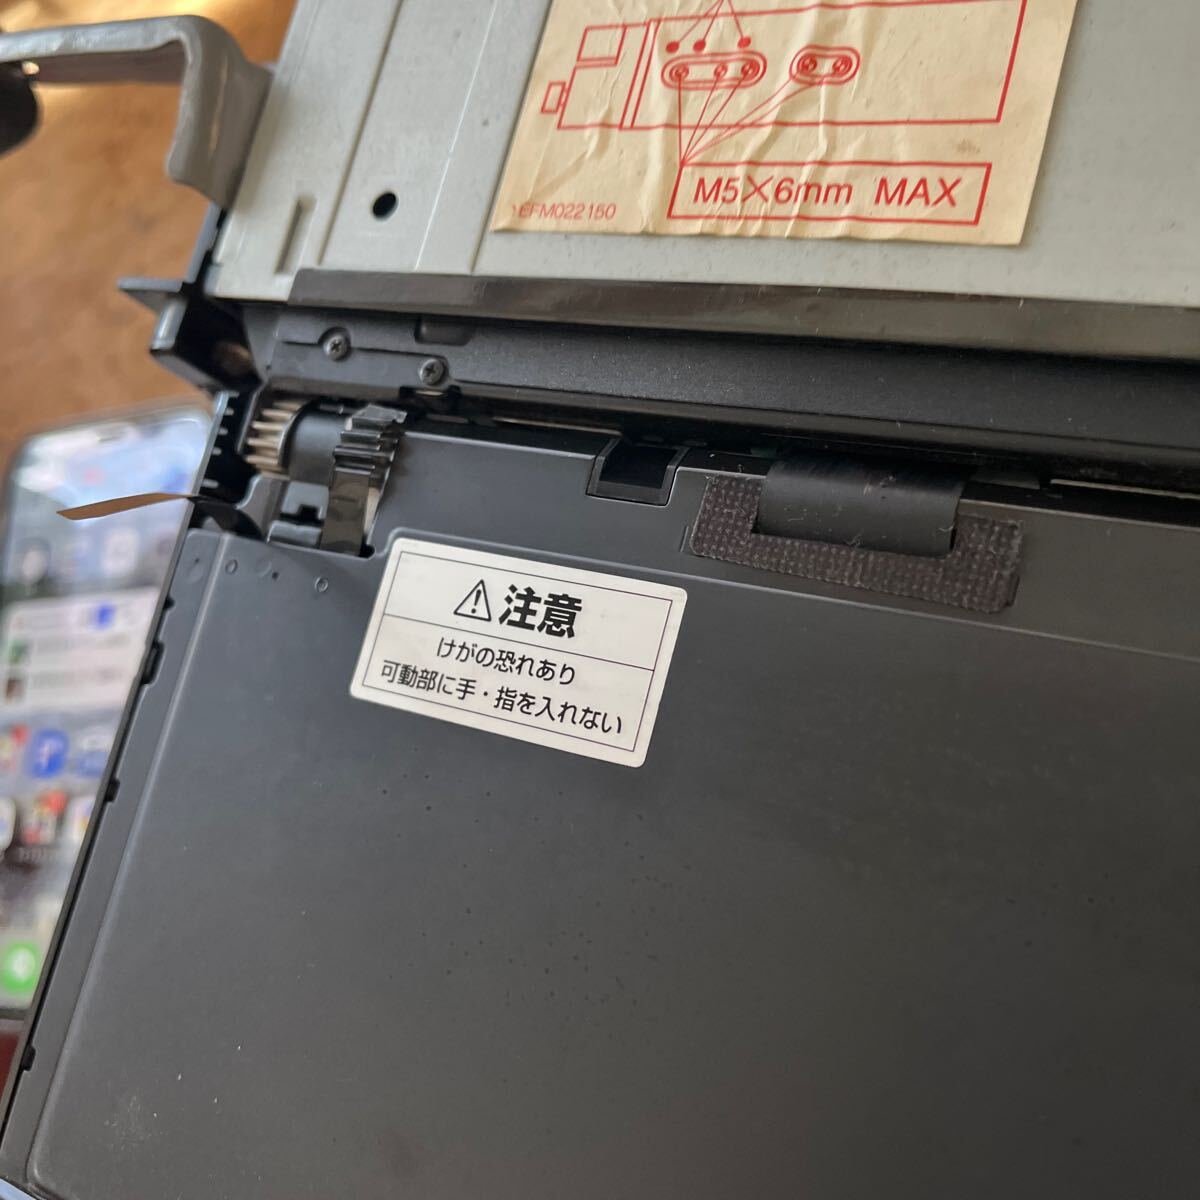 M5×6mm MAX
YEFM022150
⚠注意
けがの恐れあり
可動部に手・指を入れない